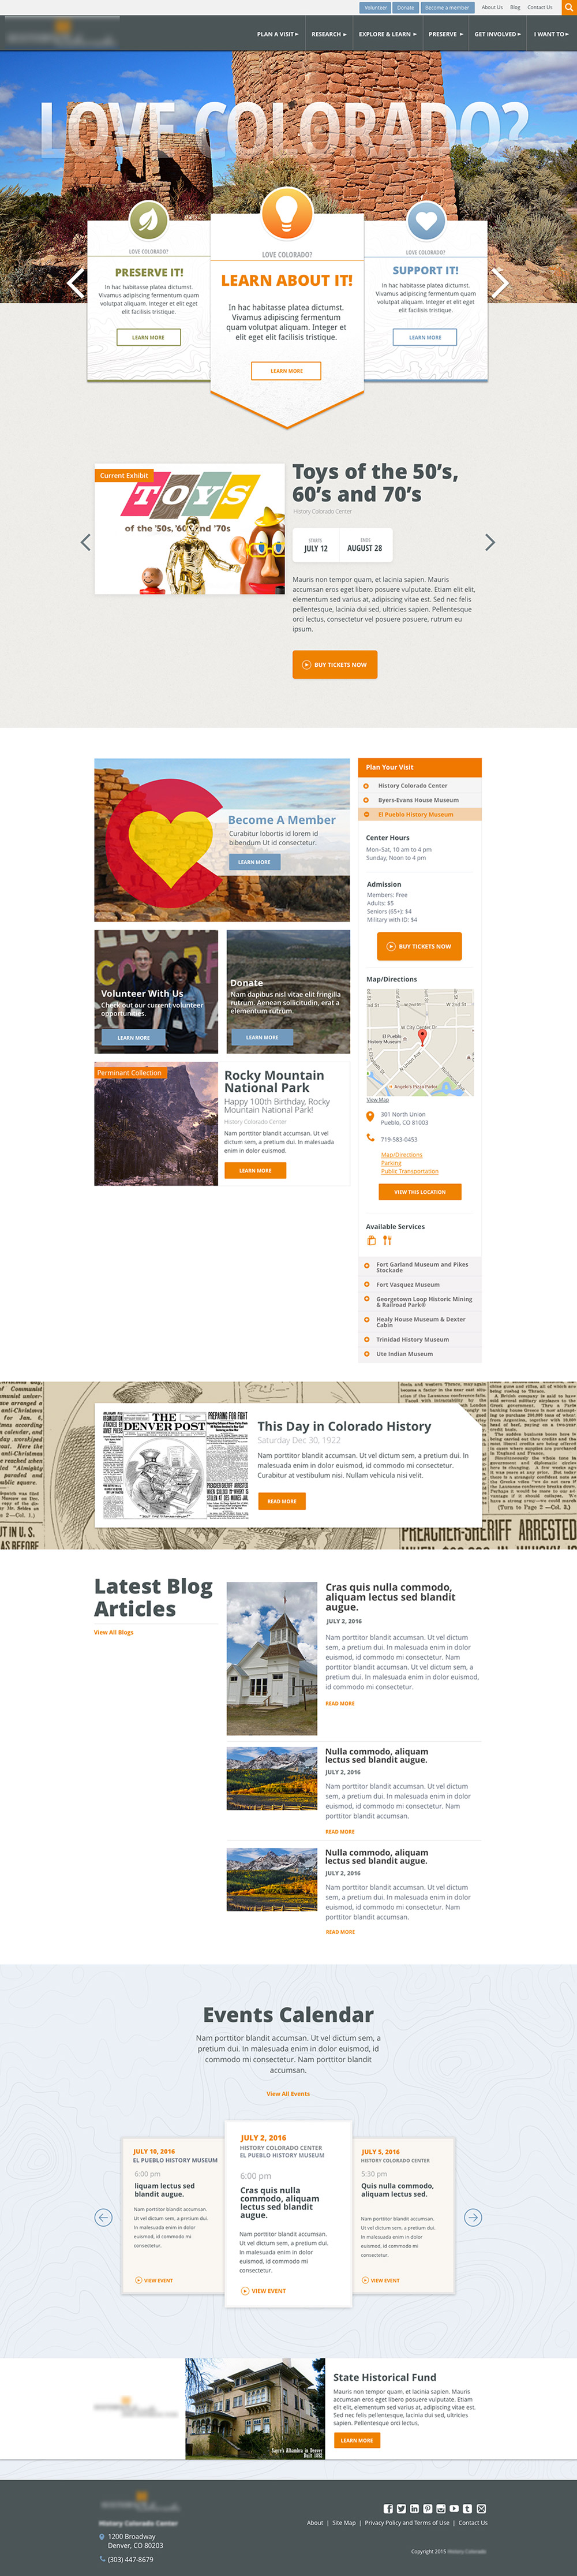 Volunteer Donate Become a member About Us Blog Contact Us
PLAN A VISIT RESEARCH EXPLORE & LEARN PRESERVE GET INVOLVED I WANT TO
LOVE COLORADO?
LOVE COLORADO?
PRESERVE IT!
In hac habitasse platea dictumst.
Vivamus adipiscing fermentum quam
volutpat aliquam. Integer et elit eget
elit facilisis tristique.
LEARN MORE
LOVE COLORADO?
LEARN ABOUT IT!
In hac habitasse platea dictumst.
Vivamus adipiscing fermentum
quam volutpat aliquam. Integer et
elit eget elit facilisis tristique.
LEARN MORE
LOVE COLORADO?
SUPPORT IT!
In hac habitasse platea dictumst.
Vivamus adipiscing fermentum quam
volutpat aliquam. Integer et elit eget
elit facilisis tristique.
LEARN MORE
Current Exhibit
TOYS
of the '50s, '60s and '70s
Toys of the 50's,
60's and 70's
History Colorado Center
STARTS
JULY 12
ENDS
AUGUST 28
Mauris non tempor quam, et lacinia sapien. Mauris
accumsan eros eget libero posuere vulputate. Etiam elit elit,
elementum sed varius at, adipiscing vitae est. Sed nec felis
pellentesque, lacinia dui sed, ultricies sapien. Pellentesque
orci lectus, consectetur vel posuere posuere, rutrum eu
ipsum.
BUY TICKETS NOW
Become A Member
Curabitur lobortis id lorem id
bibendum Ut id consectetur.
LEARN MORE
Volunteer With Us
Check out our current volunteer
opportunities.
LEARN MORE
Donate
Nam dapibus nisl vitae elit fringilla
rutrum. Aenean sollicitudin, erat a
elementum rutrum.
LEARN MORE
Perminant Collection
Rocky Mountain
National Park
Happy 100th Birthday, Rocky
Mountain National Park!
History Colorado Center
Nam porttitor blandit accumsan. Ut vel
dictum sem, a pretium dui. In malesuada
enim in dolor euismod.
LEARN MORE
Plan Your Visit
History Colorado Center
Byers-Evans House Museum
El Pueblo History Museum
Center Hours
Mon–Sat, 10 am to 4 pm
Sunday, Noon to 4 pm
Admission
Members: Free
Adults: $5
Seniors (65+): $4
Military with ID: $4
BUY TICKETS NOW
Map/Directions
W City Center Dr
El Pueblo
History Museum
N Union Ave
Angelo's Pizza Parlor
View Map
301 North Union
Pueblo, CO 81003
719-583-0453
Map/Directions
Parking
Public Transportation
VIEW THIS LOCATION
Available Services
Fort Garland Museum and Pikes
Stockade
Fort Vasquez Museum
Georgetown Loop Historic Mining
& Railroad Park®
Healy House Museum & Dexter
Cabin
Trinidad History Museum
Ute Indian Museum
THE
DENVER POST
PREPARING FOR FIGHT
This Day in Colorado History
Saturday Dec 30, 1922
Nam porttitor blandit accumsan. Ut vel dictum sem, a pretium dui. In
malesuada enim in dolor euismod, id commodo mi consectetur.
Curabitur at vestibulum nisi. Nullam vehicula nisi velit.
READ MORE
PREACHER-SHERIFF ARRESTED
Latest Blog
Articles
View All Blogs
Cras quis nulla commodo,
aliquam lectus sed blandit
augue.
JULY 2, 2016
Nam porttitor blandit accumsan. Ut vel dictum
sem, a pretium dui. In malesuada enim in dolor
euismod, id commodo mi consectetur. Nam
porttitor blandit accumsan. Ut vel dictum sem, a
pretium dui. In malesuada enim in dolor euismod,
id commodo mi consectetur.
READ MORE
Nulla commodo, aliquam
lectus sed blandit augue.
JULY 2, 2016
Nam porttitor blandit accumsan. Ut vel dictum
sem, a pretium dui. In malesuada enim in dolor
euismod, id commodo mi consectetur. Nam
porttitor blandit accumsan.
READ MORE
Nulla commodo, aliquam
lectus sed blandit augue.
JULY 2, 2016
Nam porttitor blandit accumsan. Ut vel dictum
sem, a pretium dui. In malesuada enim in dolor
euismod, id commodo mi consectetur. Nam
porttitor blandit accumsan.
READ MORE
Events Calendar
Nam porttitor blandit accumsan. Ut vel dictum sem, a
pretium dui. In malesuada enim in dolor euismod, id
commodo mi consectetur. Nam porttitor blandit
accumsan.
View All Events
JULY 10, 2016
EL PUEBLO HISTORY MUSEUM
6:00 pm
liquam lectus sed
blandit augue.
Nam porttitor blandit accumsan.
Ut vel dictum sem, a pretium dui.
In malesuada enim in dolor
euismod, id commodo mi
consectetur.
VIEW EVENT
JULY 2, 2016
HISTORY COLORADO CENTER
EL PUEBLO HISTORY MUSEUM
6:00 pm
Cras quis nulla
commodo, aliquam
lectus sed blandit
augue.
Nam porttitor blandit accumsan.
Ut vel dictum sem, a pretium dui.
In malesuada enim in dolor
euismod, id commodo mi
consectetur.
VIEW EVENT
JULY 5, 2016
HISTORY COLORADO CENTER
5:30 pm
Quis nulla commodo,
aliquam lectus sed.
Nam porttitor blandit accumsan.
Ut vel dictum sem, a pretium dui.
In malesuada enim in dolor
euismod, id commodo mi
consectetur.
VIEW EVENT
Built 1892
State Historical Fund
Mauris non tempor quam, et lacinia sapien. Mauris
accumsan eros eget libero posuere vulputate. Etiam
elit elit, elementum sed varius at, adipiscing vitae est.
Sed nec felis pellentesque, lacinia dui sed, ultricies
sapien. Pellentesque orci lectus,
LEARN MORE
History Colorado Center
1200 Broadway
Denver, CO 80203
(303) 447-8679
About | Site Map | Privacy Policy and Terms of Use | Contact Us
Copyright 2015 History Colorado